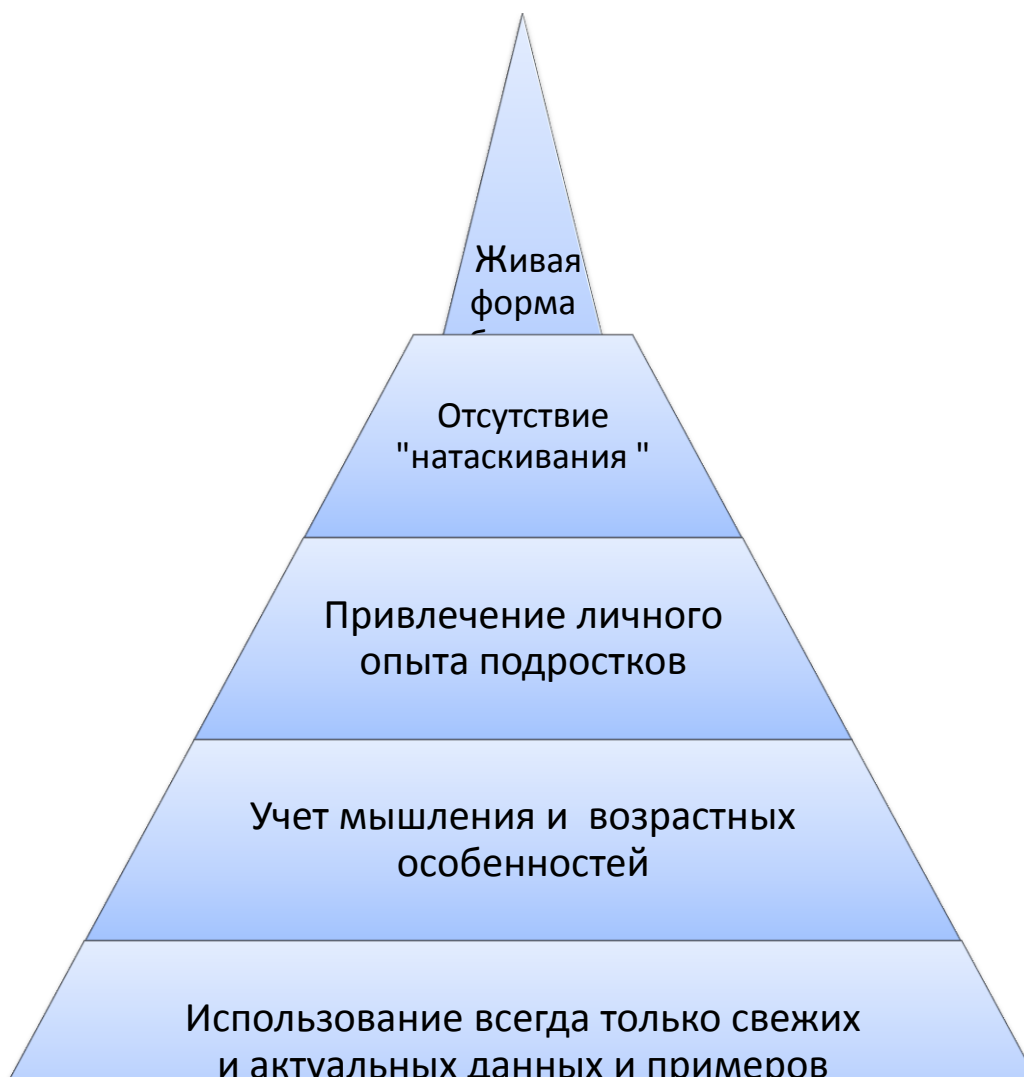 Живая
форма
Отсутствие
"натаскивания "
Привлечение личного
опыта подростков
Учет мышления и  возрастных
особенностей
Использование всегда только свежих
и актуальных данных и примеров